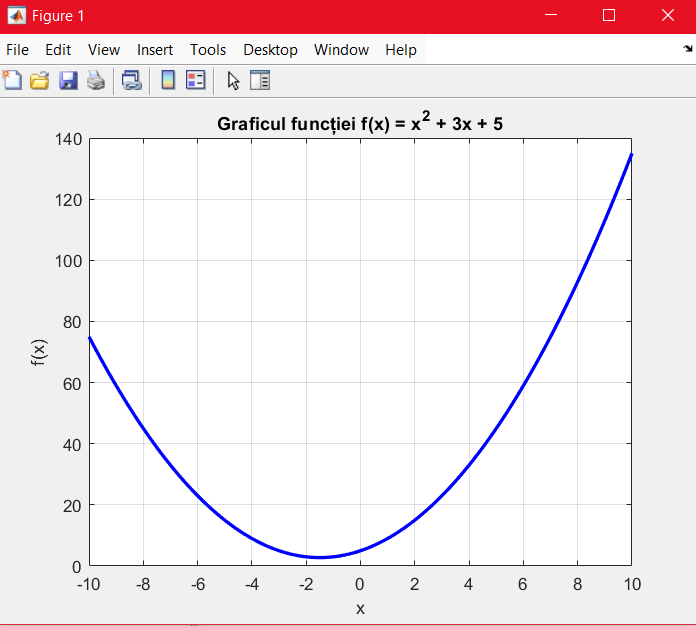 Figure 1
File Edit View Insert Tools Desktop Window Help
Graficul funcției f(x) = x² + 3x + 5
140
120
100
80
60
40
20
0
f(x)
-10 -8 -6 -4 -2 0 2 4 6 8 10
x